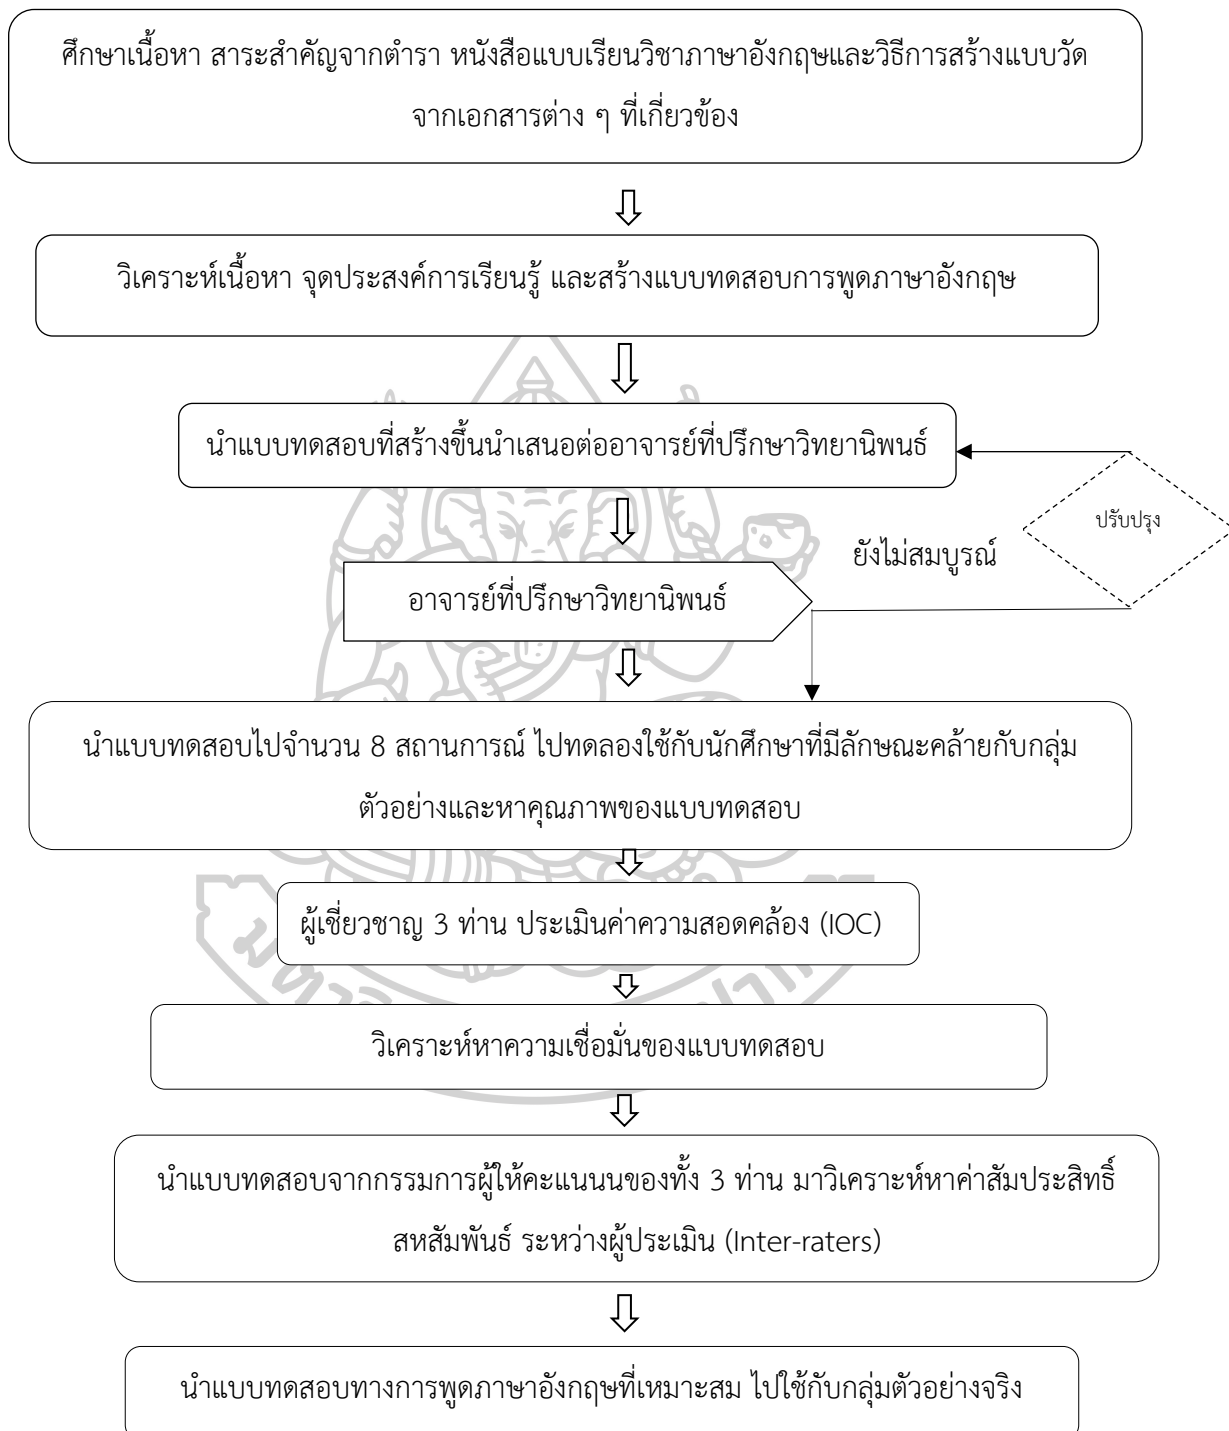 ศึกษาเนื้อหา สาระสำคัญจากตำรา หนังสือแบบเรียนวิชาภาษาอังกฤษและวิธีการสร้างแบบวัด
จากเอกสารต่าง ๆ ที่เกี่ยวข้อง
วิเคราะห์เนื้อหา จุดประสงค์การเรียนรู้ และสร้างแบบทดสอบการพูดภาษาอังกฤษ
นำแบบทดสอบที่สร้างขึ้นนำเสนอต่ออาจารย์ที่ปรึกษาวิทยานิพนธ์
ปรับปรุง
ยังไม่สมบูรณ์
อาจารย์ที่ปรึกษาวิทยานิพนธ์
นำแบบทดสอบไปจำนวน 8 สถานการณ์ ไปทดลองใช้กับนักศึกษาที่มีลักษณะคล้ายกับกลุ่ม
ตัวอย่างและหาคุณภาพของแบบทดสอบ
ผู้เชี่ยวชาญ 3 ท่าน ประเมินค่าความสอดคล้อง (IOC)
วิเคราะห์หาความเชื่อมั่นของแบบทดสอบ
นำแบบทดสอบจากกรรมการผู้ให้คะแนนนของทั้ง 3 ท่าน มาวิเคราะห์หาค่าสัมประสิทธิ์
สหสัมพันธ์ ระหว่างผู้ประเมิน (Inter-raters)
นำแบบทดสอบทางการพูดภาษาอังกฤษที่เหมาะสม ไปใช้กับกลุ่มตัวอย่างจริง